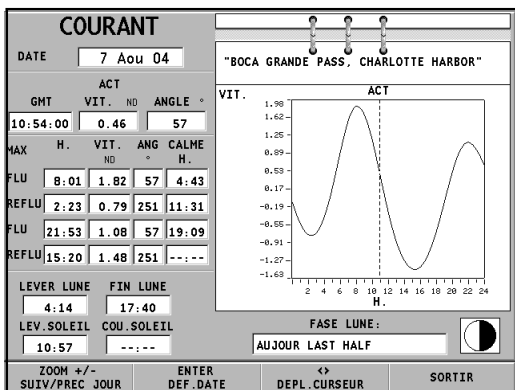 COURANT
DATE 7 Aou 04
ACT
GMT VIT. ND ANGLE °
10:54:00 0.46 57
MAX H. VIT. ANG CALME
ND ° H.
FLU 8:01 1.82 57 4:43
REFLU 2:23 0.79 251 11:31
FLU 21:53 1.08 57 19:09
REFLU 15:20 1.48 251 --:--
LEVER LUNE FIN LUNE
4:14 17:40
LEV.SOLEIL COU.SOLEIL
10:57 --:--
"BOCA GRANDE PASS, CHARLOTTE HARBOR"
VIT. ACT
1.98
1.62
1.25
0.89
0.53
0.17
-0.19
-0.55
-0.91
-1.27
-1.63
2 4 6 8 10 12 14 16 18 20 22 24
H.
FASE LUNE:
AUJOUR LAST HALF
ZOOM +/- ENTER <> SORTIR
SUIV/PREC JOUR DEF.DATE DEPL.CURSEUR